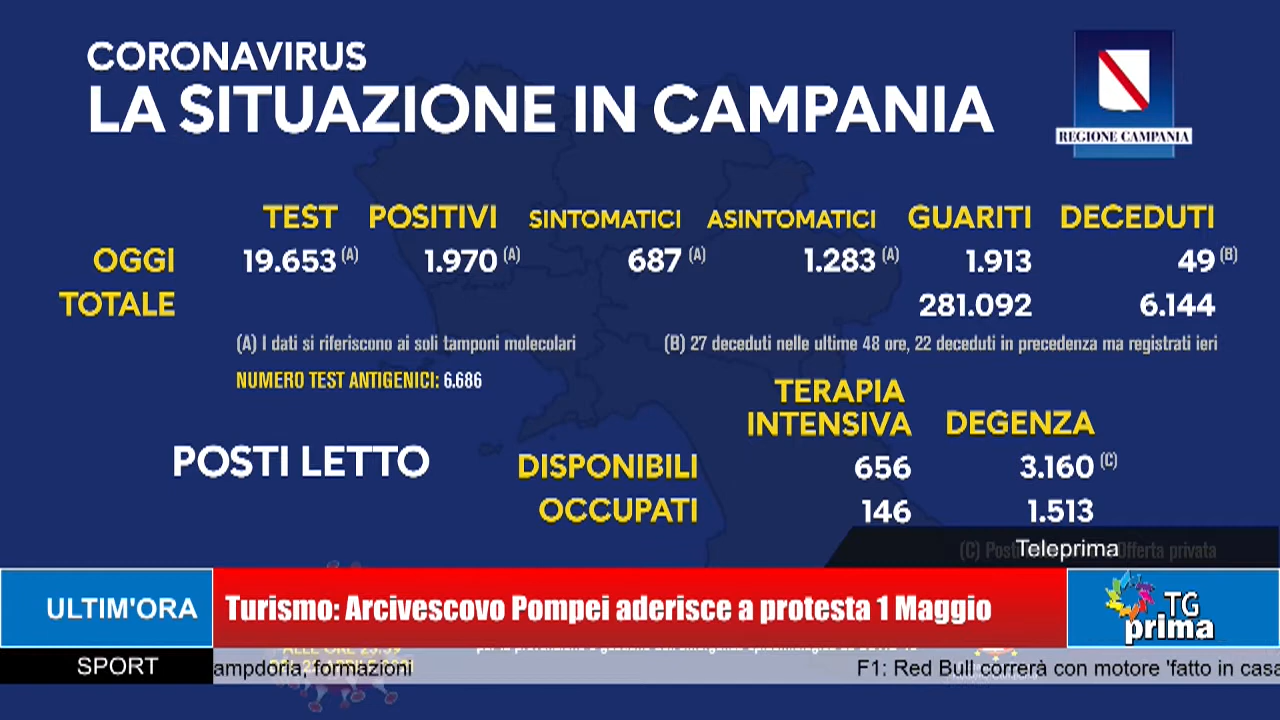 CORONAVIRUS
LA SITUAZIONE IN CAMPANIA
REGIONE CAMPANIA
TEST POSITIVI SINTOMATICI ASINTOMATICI GUARITI DECEDUTI
OGGI 19.653 (A) 1.970 (A) 687 (A) 1.283 (A) 1.913 49 (B)
TOTALE 281.092 6.144
(A) I dati si riferiscono ai soli tamponi molecolari (B) 27 deceduti nelle ultime 48 ore, 22 deceduti in precedenza ma registrati ieri
NUMERO TEST ANTIGENICI: 6.686
TERAPIA
INTENSIVA DEGENZA
POSTI LETTO DISPONIBILI 656 3.160 (C)
OCCUPATI 146 1.513
Teleprima
(C) Offerta privata
ULTIM'ORA Turismo: Arcivescovo Pompei aderisce a protesta 1 Maggio TG
prima
SPORT ampdoria, formazioni F1: Red Bull correrà con motore 'fatto in casa